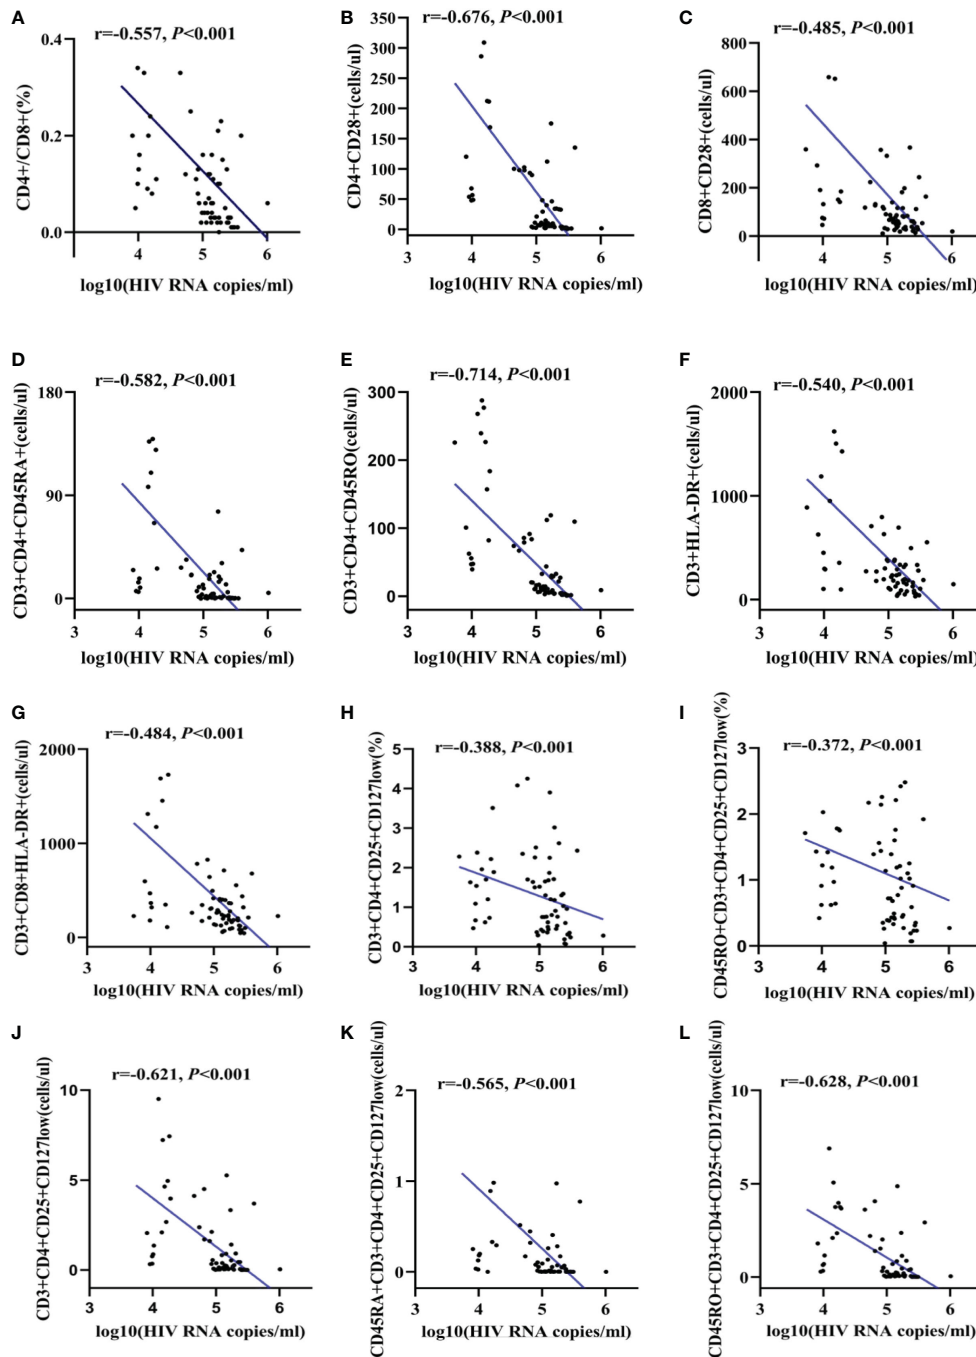 A
r=-0.557, P<0.001
CD4+/CD8+(%)
0.4
0.2
0.0
4
5
6
log10(HIV RNA copies/ml)
B
r=-0.676, P<0.001
CD4+CD28+(cells/ul)
350
300
250
200
150
100
50
0
3
4
5
6
log10(HIV RNA copies/ml)
C
r=-0.485, P<0.001
CD8+CD28+(cells/ul)
800
600
400
200
0
4
5
6
log10(HIV RNA copies/ml)
D
r=-0.582, P<0.001
CD3+CD4+CD45RA+(cells/ul)
180
90
0
3
4
5
6
log10(HIV RNA copies/ml)
E
r=-0.714, P<0.001
CD3+CD4+CD45RO(cells/ul)
300
200
100
0
3
4
5
6
log10(HIV RNA copies/ml)
F
r=-0.540, P<0.001
CD3+HLA-DR+(cells/ul)
2000
1000
0
3
4
5
6
log10(HIV RNA copies/ml)
G
r=-0.484, P<0.001
CD3+CD8+HLA-DR+(cells/ul)
2000
1000
0
3
4
5
6
log10(HIV RNA copies/ml)
H
r=-0.388, P<0.001
CD3+CD4+CD25+CD127low(%)
5
4
3
2
1
0
3
4
5
6
log10(HIV RNA copies/ml)
I
r=-0.372, P<0.001
CD45RO+CD3+CD4+CD25+CD127low(%)
3
2
1
0
3
4
5
6
log10(HIV RNA copies/ml)
J
r=-0.621, P<0.001
CD3+CD4+CD25+CD127low(cells/ul)
10
5
0
3
4
5
6
log10(HIV RNA copies/ml)
K
r=-0.565, P<0.001
CD45RA+CD3+CD4+CD25+CD127low(cells/ul)
2
1
0
3
4
5
6
log10(HIV RNA copies/ml)
L
r=-0.628, P<0.001
CD45RO+CD3+CD4+CD25+CD127low(cells/ul)
10
5
0
3
4
5
6
log10(HIV RNA copies/ml)